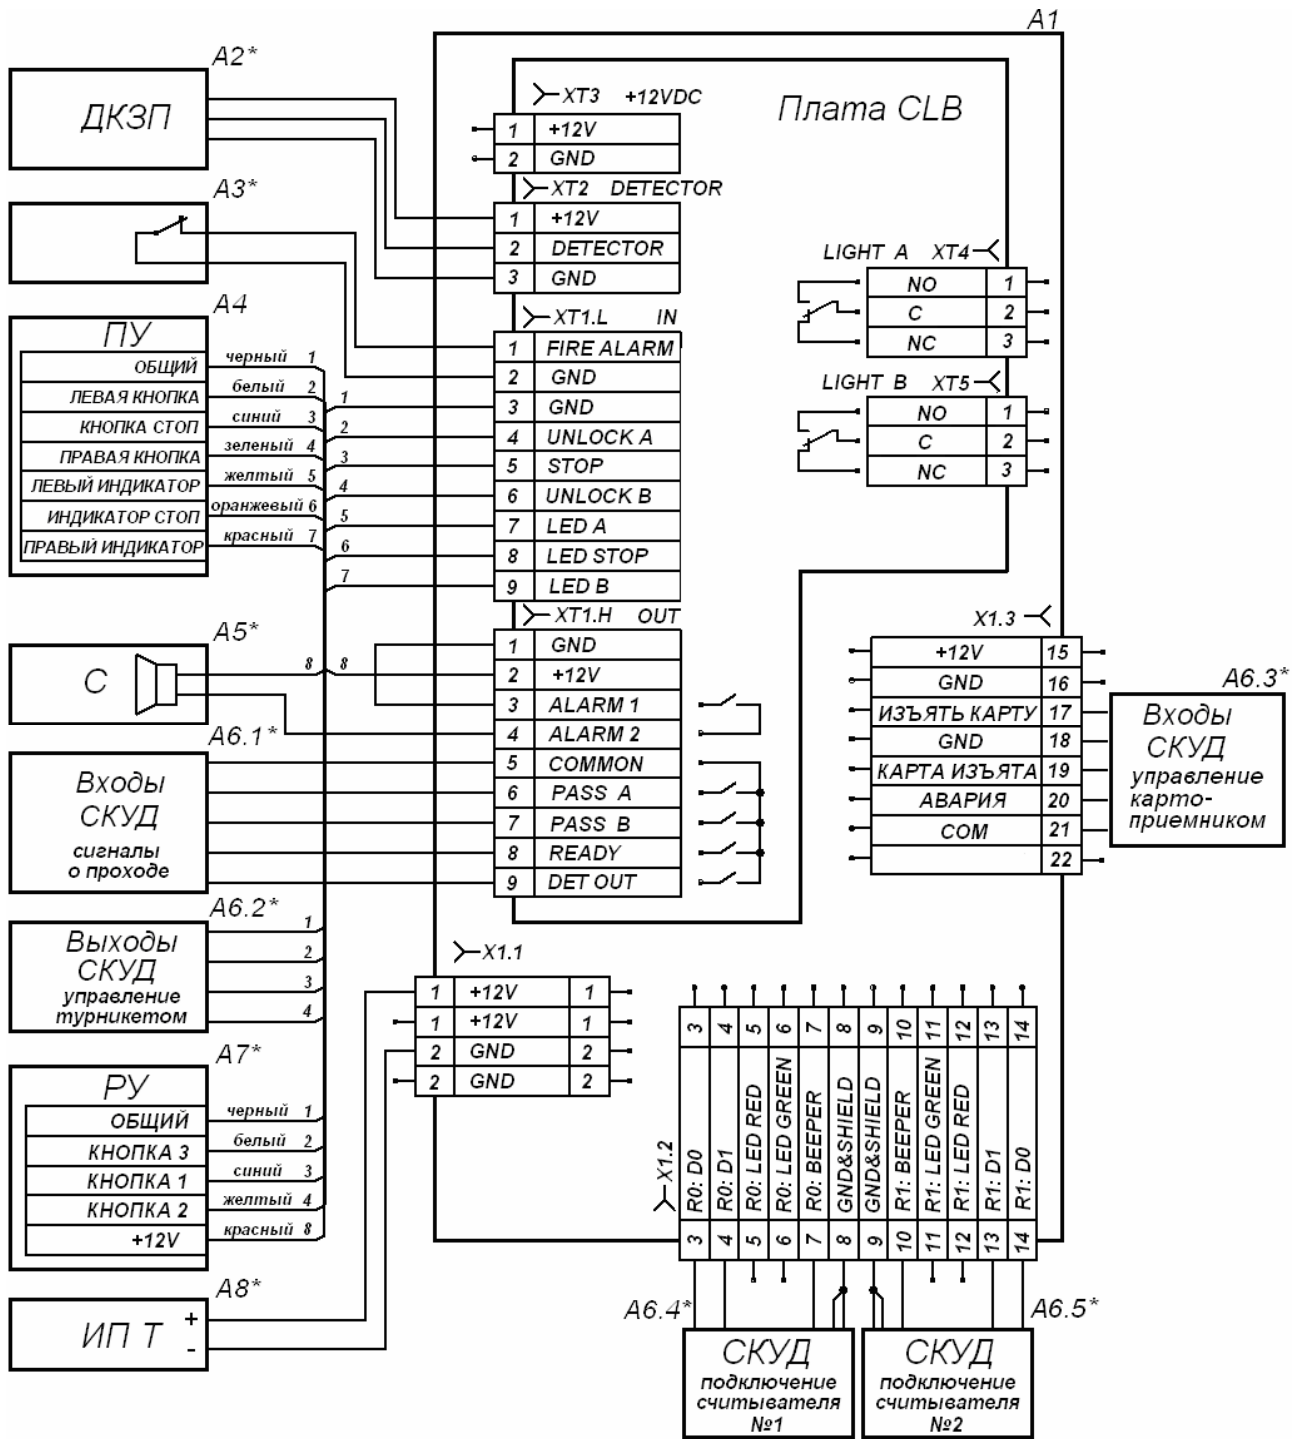 A1
A2*
ДКЗП
XT3 +12VDC
Плата CLB
1 +12V
2 GND
A3*
XT2 DETECTOR
1 +12V
2 DETECTOR
3 GND
LIGHT A XT4
NO 1
C 2
NC 3
A4
ПУ
ОБЩИЙ черный 1
ЛЕВАЯ КНОПКА белый 2
КНОПКА СТОП синий 3
ПРАВАЯ КНОПКА зеленый 4
ЛЕВЫЙ ИНДИКАТОР желтый 5
ИНДИКАТОР СТОП оранжевый 6
ПРАВЫЙ ИНДИКАТОР красный 7
1
2
3
4
5
6
7
XT1.L IN
1 FIRE ALARM
2 GND
3 GND
4 UNLOCK A
5 STOP
6 UNLOCK B
7 LED A
8 LED STOP
9 LED B
LIGHT B XT5
NO 1
C 2
NC 3
A5*
С
8 8
XT1.H OUT
1 GND
2 +12V
3 ALARM 1
4 ALARM 2
5 COMMON
6 PASS A
7 PASS B
8 READY
9 DET OUT
X1.3
+12V 15
GND 16
ИЗЪЯТЬ КАРТУ 17
GND 18
КАРТА ИЗЪЯТА 19
АВАРИЯ 20
COM 21
22
A6.3*
Входы
СКУД
управление
карто-
приемником
A6.1*
Входы
СКУД
сигналы
о проходе
A6.2*
Выходы
СКУД
управление
турникетом
1
2
3
4
X1.1
1 +12V 1
1 +12V 1
2 GND 2
2 GND 2
A7*
РУ
ОБЩИЙ черный 1
КНОПКА 3 белый 2
КНОПКА 1 синий 3
КНОПКА 2 желтый 4
+12V красный 8
X1.2
3 R0: D0 3
4 R0: D1 4
5 R0: LED RED 5
6 R0: LED GREEN 6
7 R0: BEEPER 7
8 GND&SHIELD 8
9 GND&SHIELD 9
10 R1: BEEPER 10
11 R1: LED GREEN 11
12 R1: LED RED 12
13 R1: D1 13
14 R1: D0 14
A8*
ИП Т + -
A6.4*
СКУД
подключение
считывателя
№1
A6.5*
СКУД
подключение
считывателя
№2